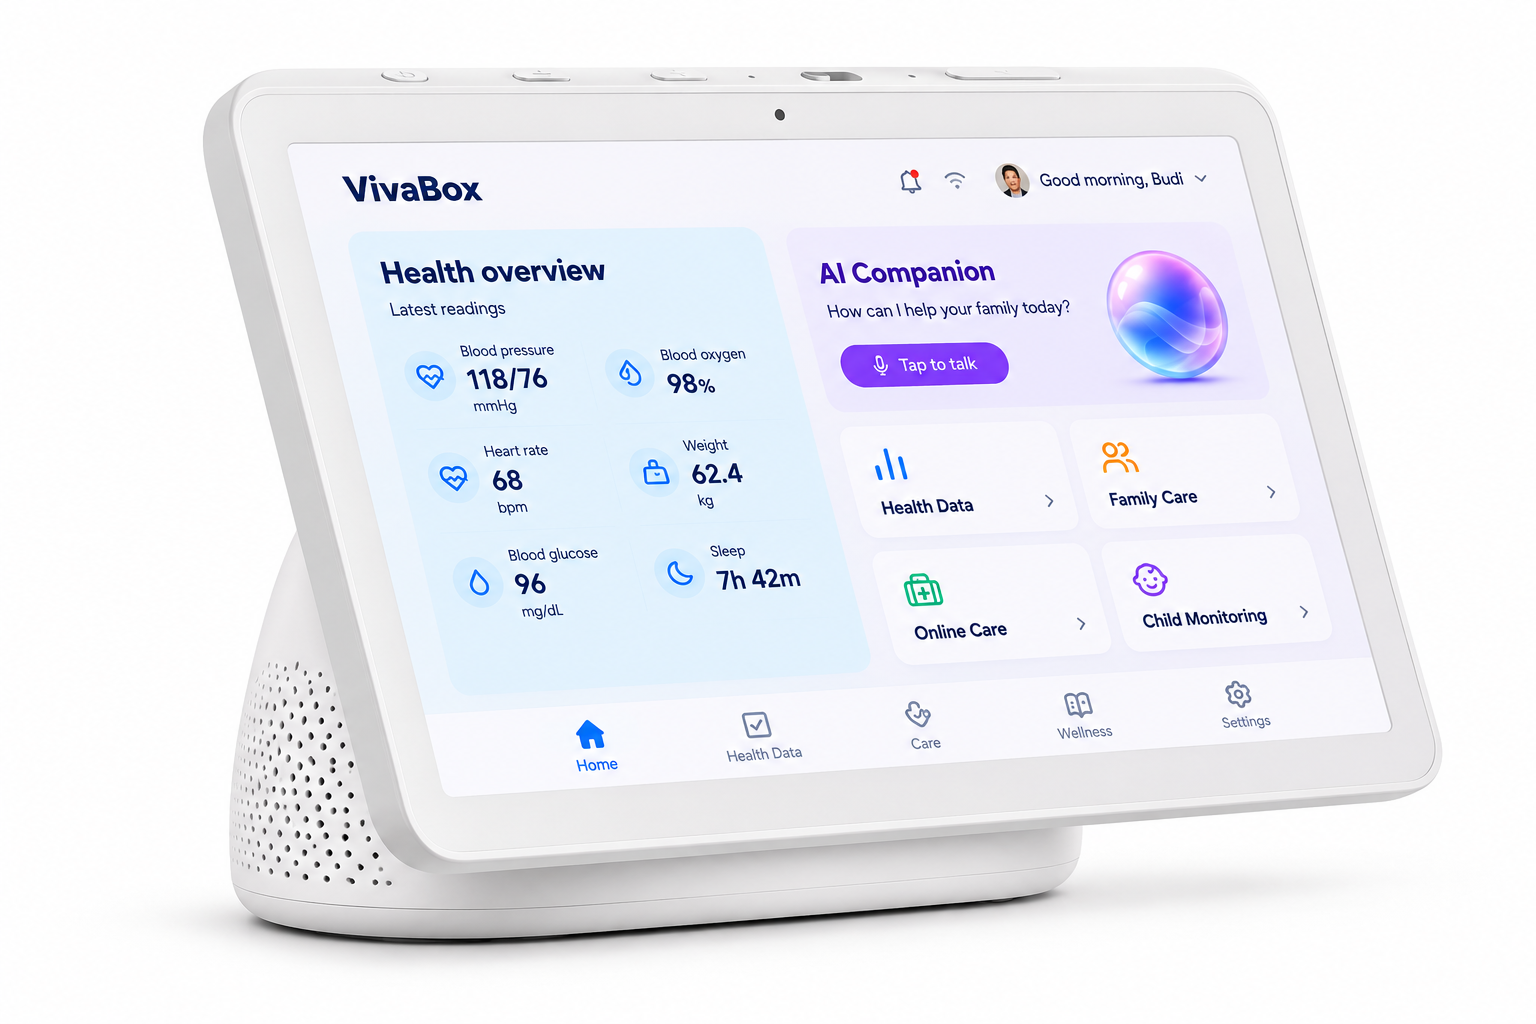 VivaBox
Good morning, Budi
Health overview
Latest readings
Blood pressure
118/76
mmHg
Blood oxygen
98%
Heart rate
68
bpm
Weight
62.4
kg
Blood glucose
96
mg/dL
Sleep
7h 42m
AI Companion
How can I help your family today?
Tap to talk
Health Data
Family Care
Online Care
Child Monitoring
Home
Health Data
Care
Wellness
Settings